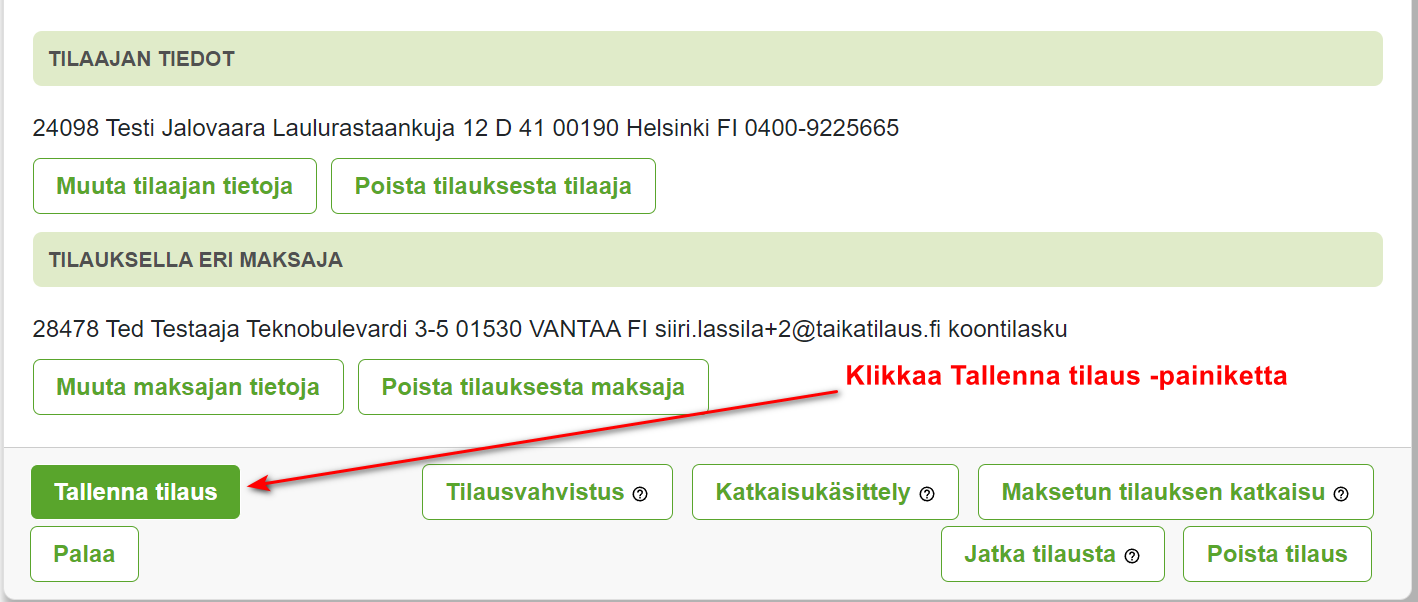 TILAAJAN TIEDOT
24098 Testi Jalovaara Laulurastaankuja 12 D 41 00190 Helsinki FI 0400-9225665
Muuta tilaajan tietoja
Poista tilauksesta tilaaja
TILAUKSELLA ERI MAKSAJA
28478 Ted Testaaja Teknobulevardi 3-5 01530 VANTAA FI siiri.lassila+2@taikatilaus.fi koontilasku
Muuta maksajan tietoja
Poista tilauksesta maksaja
Klikkaa Tallenna tilaus -painiketta
Tallenna tilaus
Tilausvahvistus ?
Katkaisukäsittely ?
Maksetun tilauksen katkaisu ?
Palaa
Jatka tilausta ?
Poista tilaus